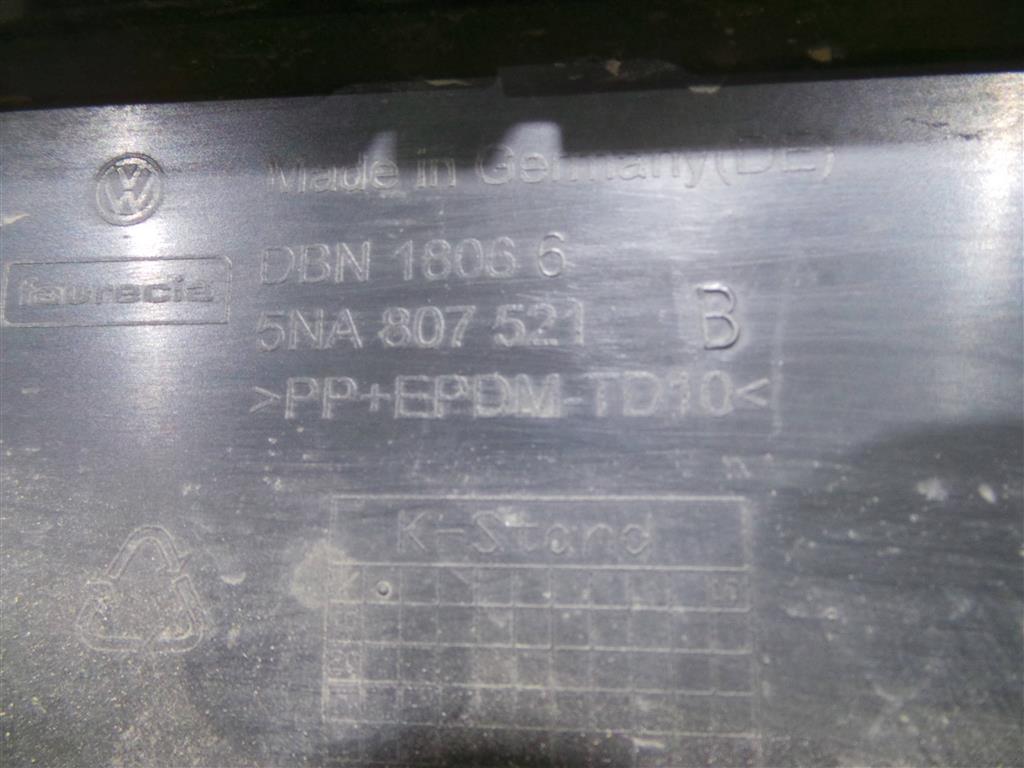 Made in Germany(DE)
faurecia
DBN 1806 6
5NA 807 521 B
>PP+EPDM-TD10<
K-Stand